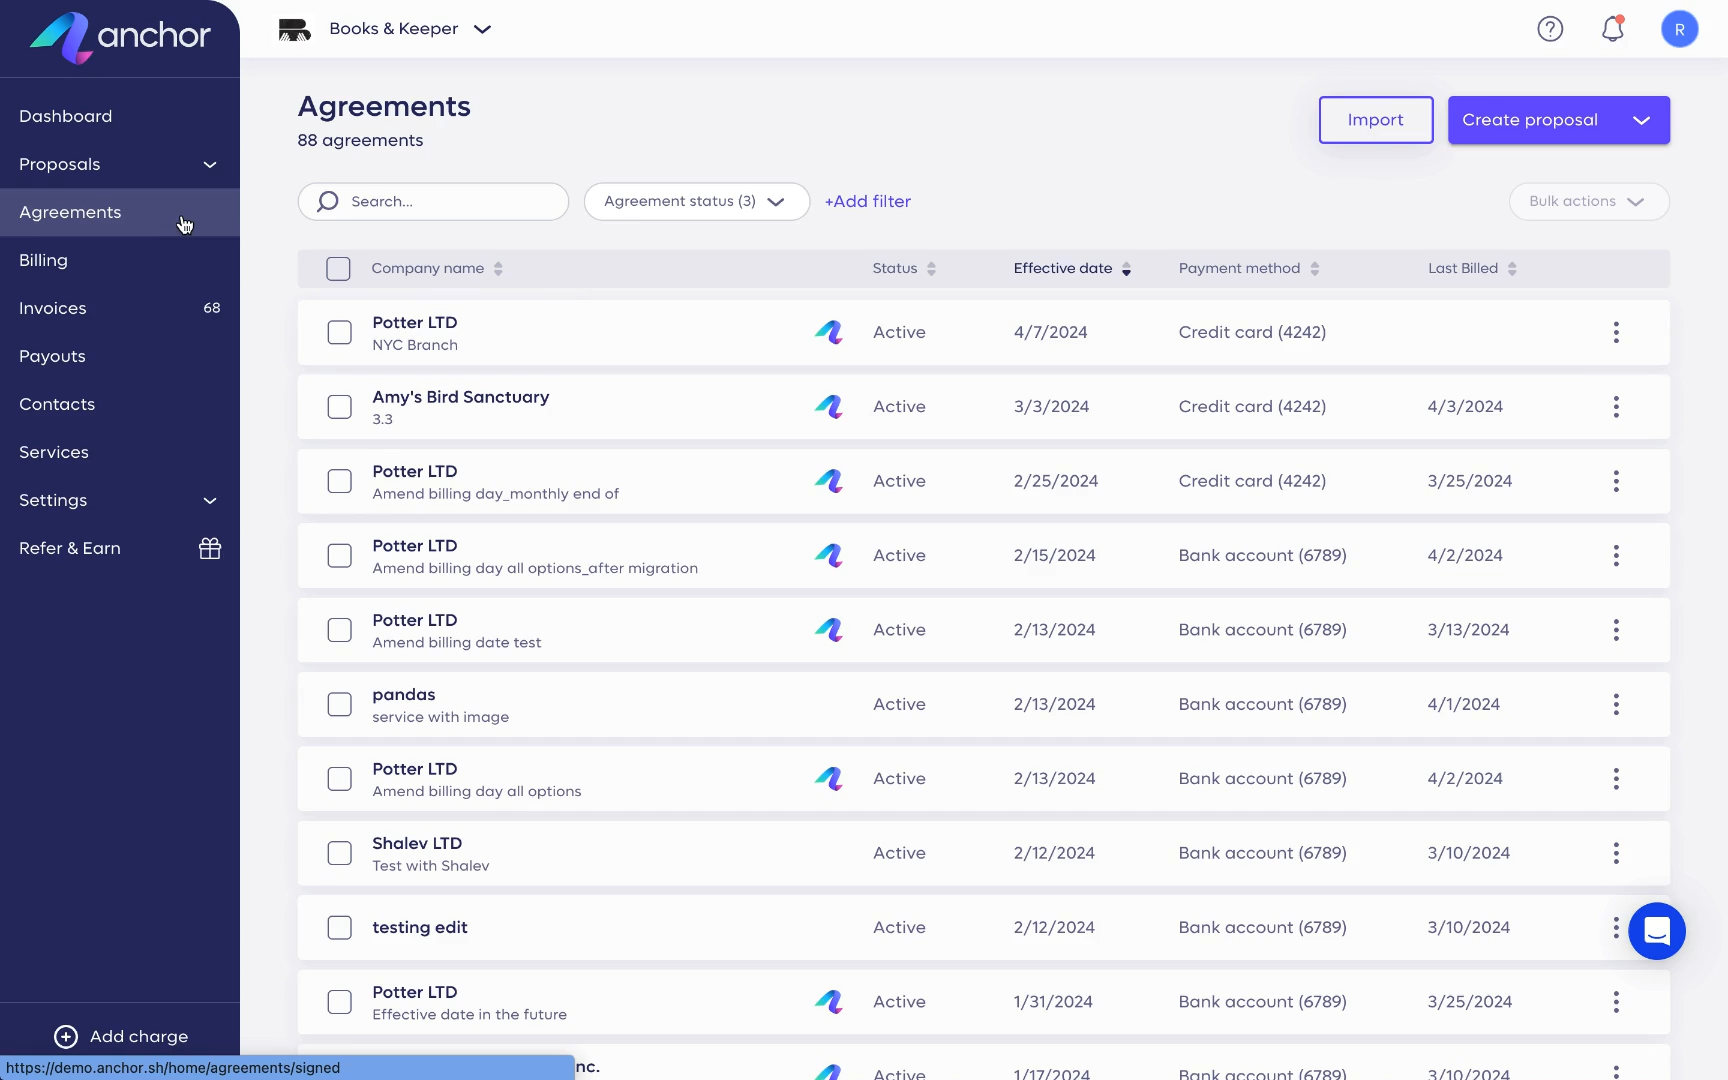 anchor
Books & Keeper
R
Dashboard
Proposals
Agreements
Billing
Invoices 68
Payouts
Contacts
Services
Settings
Refer & Earn
Add charge
https://demo.anchor.sh/home/agreements/signed
Agreements
88 agreements
Import
Create proposal
Search...
Agreement status (3)
+Add filter
Bulk actions
Company name Status Effective date Payment method Last Billed
Potter LTD
NYC Branch
Active 4/7/2024 Credit card (4242)
Amy's Bird Sanctuary
3.3
Active 3/3/2024 Credit card (4242) 4/3/2024
Potter LTD
Amend billing day_monthly end of
Active 2/25/2024 Credit card (4242) 3/25/2024
Potter LTD
Amend billing day all options_after migration
Active 2/15/2024 Bank account (6789) 4/2/2024
Potter LTD
Amend billing date test
Active 2/13/2024 Bank account (6789) 3/13/2024
pandas
service with image
Active 2/13/2024 Bank account (6789) 4/1/2024
Potter LTD
Amend billing day all options
Active 2/13/2024 Bank account (6789) 4/2/2024
Shalev LTD
Test with Shalev
Active 2/12/2024 Bank account (6789) 3/10/2024
testing edit
Active 2/12/2024 Bank account (6789) 3/10/2024
Potter LTD
Effective date in the future
Active 1/31/2024 Bank account (6789) 3/25/2024
nc.
Active 1/17/2024 Bank account (6789) 3/10/2024